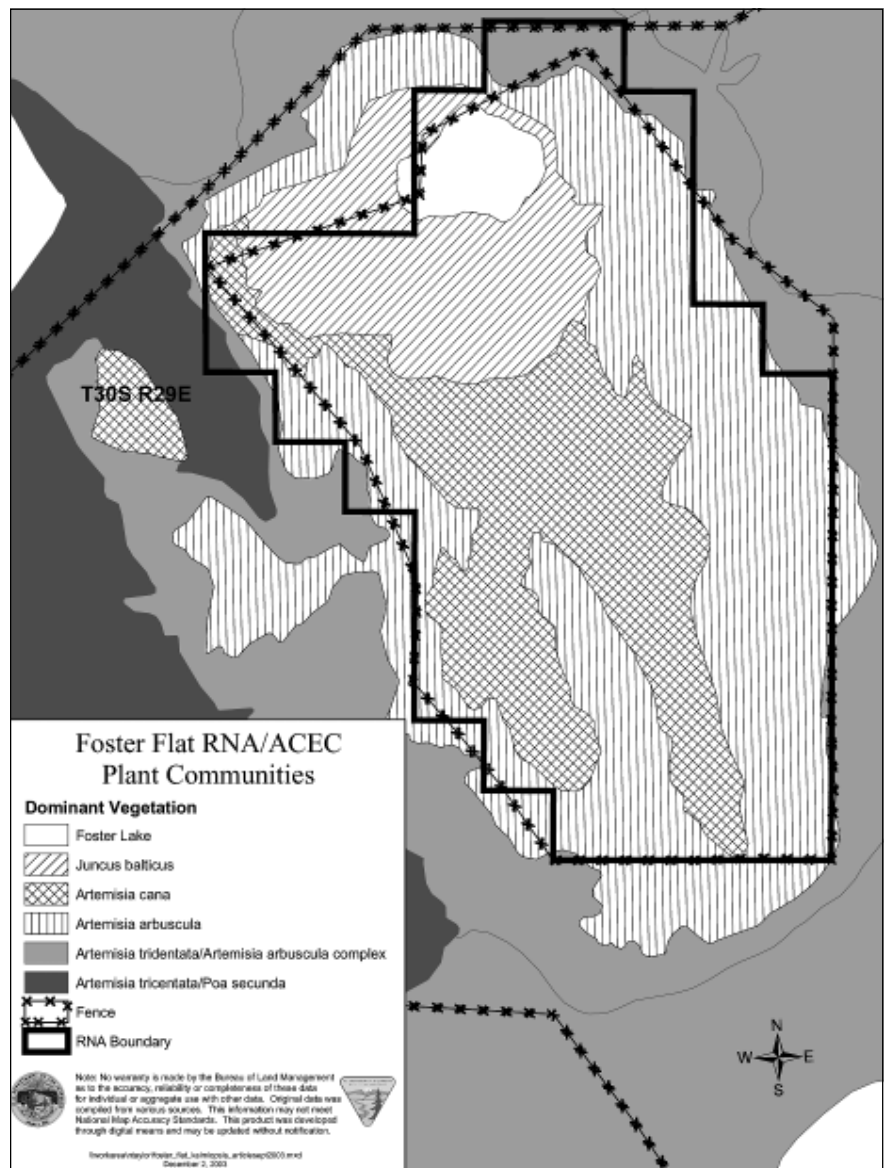 T30S R29E
Foster Flat RNA/ACEC
Plant Communities
Dominant Vegetation
Foster Lake
Juncus balticus
Artemisia cana
Artemisia arbuscula
Artemisia tridentata/Artemisia arbuscula complex
Artemisia tricentata/Poa secunda
Fence
RNA Boundary
N
W E
S
Note: No warranty is made by the Bureau of Land Management
as to the accuracy, reliability or completeness of these data
for individual or aggregate use with other data. Original data was
compiled from various sources. This information may not meet
National Map Accuracy Standards. This product was developed
through digital means and may be updated without notification.
December 2, 2003